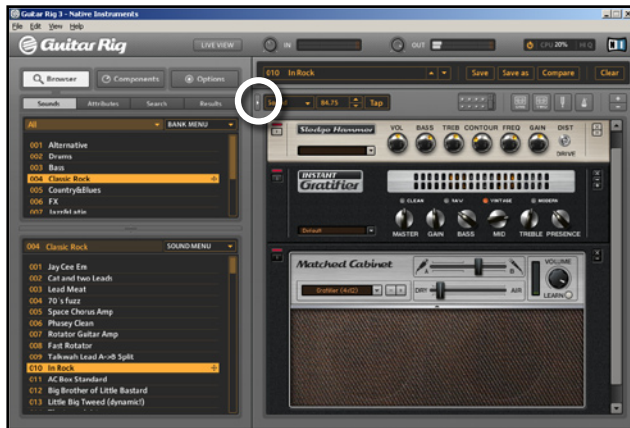 Guitar Rig 3 - Native Instruments
File Edit View Help
Guitar Rig
LIVE VIEW
IN
OUT
CPU 20%
HI Q
Browser
Components
Options
010 In Rock
Save
Save as
Compare
Clear
Sounds
Attributes
Search
Results
84.75
Tap
All
BANK MENU
001 Alternative
002 Drums
003 Bass
004 Classic Rock
005 Country&Blues
006 FX
007 Jazz&Latin
004 Classic Rock
SOUND MENU
001 Jay Cee Em
002 Cat and two Leads
003 Lead Meat
004 70´s fuzz
005 Space Chorus Amp
006 Phasey Clean
007 Rotator Guitar Amp
008 Fast Rotator
009 Talkwah Lead A->B Split
010 In Rock
011 AC Box Standard
012 Big Brother of Little Bastard
013 Little Big Tweed (dynamic!)
Sledge Hammer
VOL BASS TREB CONTOUR FREQ GAIN DIST
DRIVE
INSTANT
Gratifier
CLEAN RAW VINTAGE MODERN
Default
MASTER GAIN BASS MID TREBLE PRESENCE
Matched Cabinet
A B
VOLUME
Gratifier (4x12)
DRY AIR
LEARN